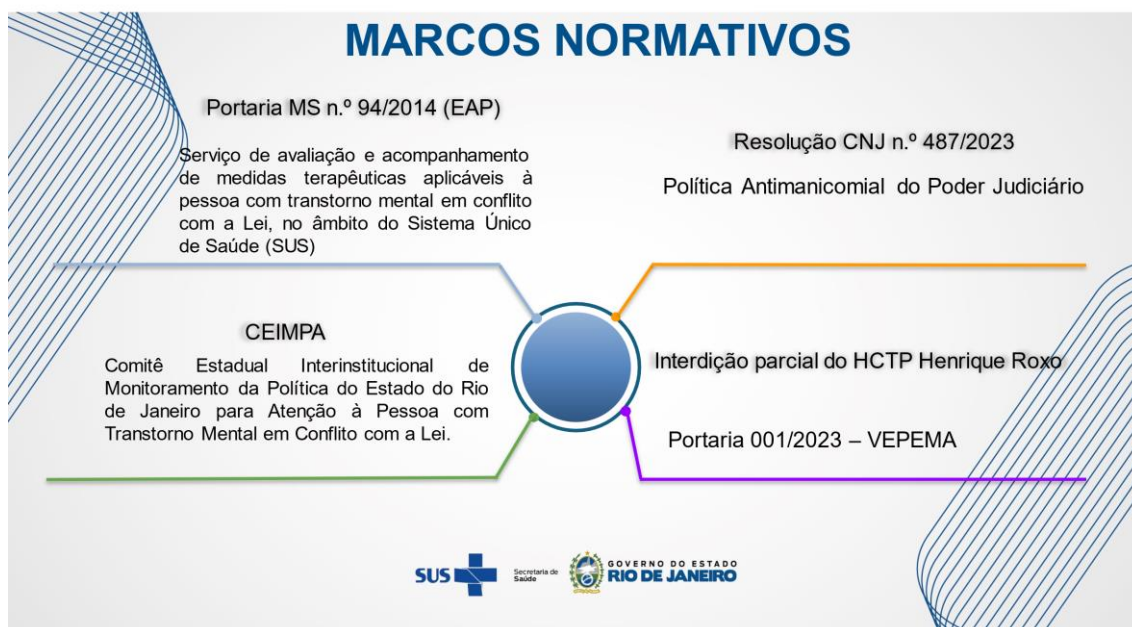 MARCOS NORMATIVOS
Portaria MS n.º 94/2014 (EAP)
Serviço de avaliação e acompanhamento
de medidas terapêuticas aplicáveis à
pessoa com transtorno mental em conflito
com a Lei, no âmbito do Sistema Único
de Saúde (SUS)
Resolução CNJ n.º 487/2023
Política Antimanicomial do Poder Judiciário
CEIMPA
Comitê Estadual Interinstitucional de
Monitoramento da Política do Estado do Rio
de Janeiro para Atenção à Pessoa com
Transtorno Mental em Conflito com a Lei.
Interdição parcial do HCTP Henrique Roxo
Portaria 001/2023 – VEPEMA
SUS
Secretaria de
Saúde
GOVERNO DO ESTADO
RIO DE JANEIRO